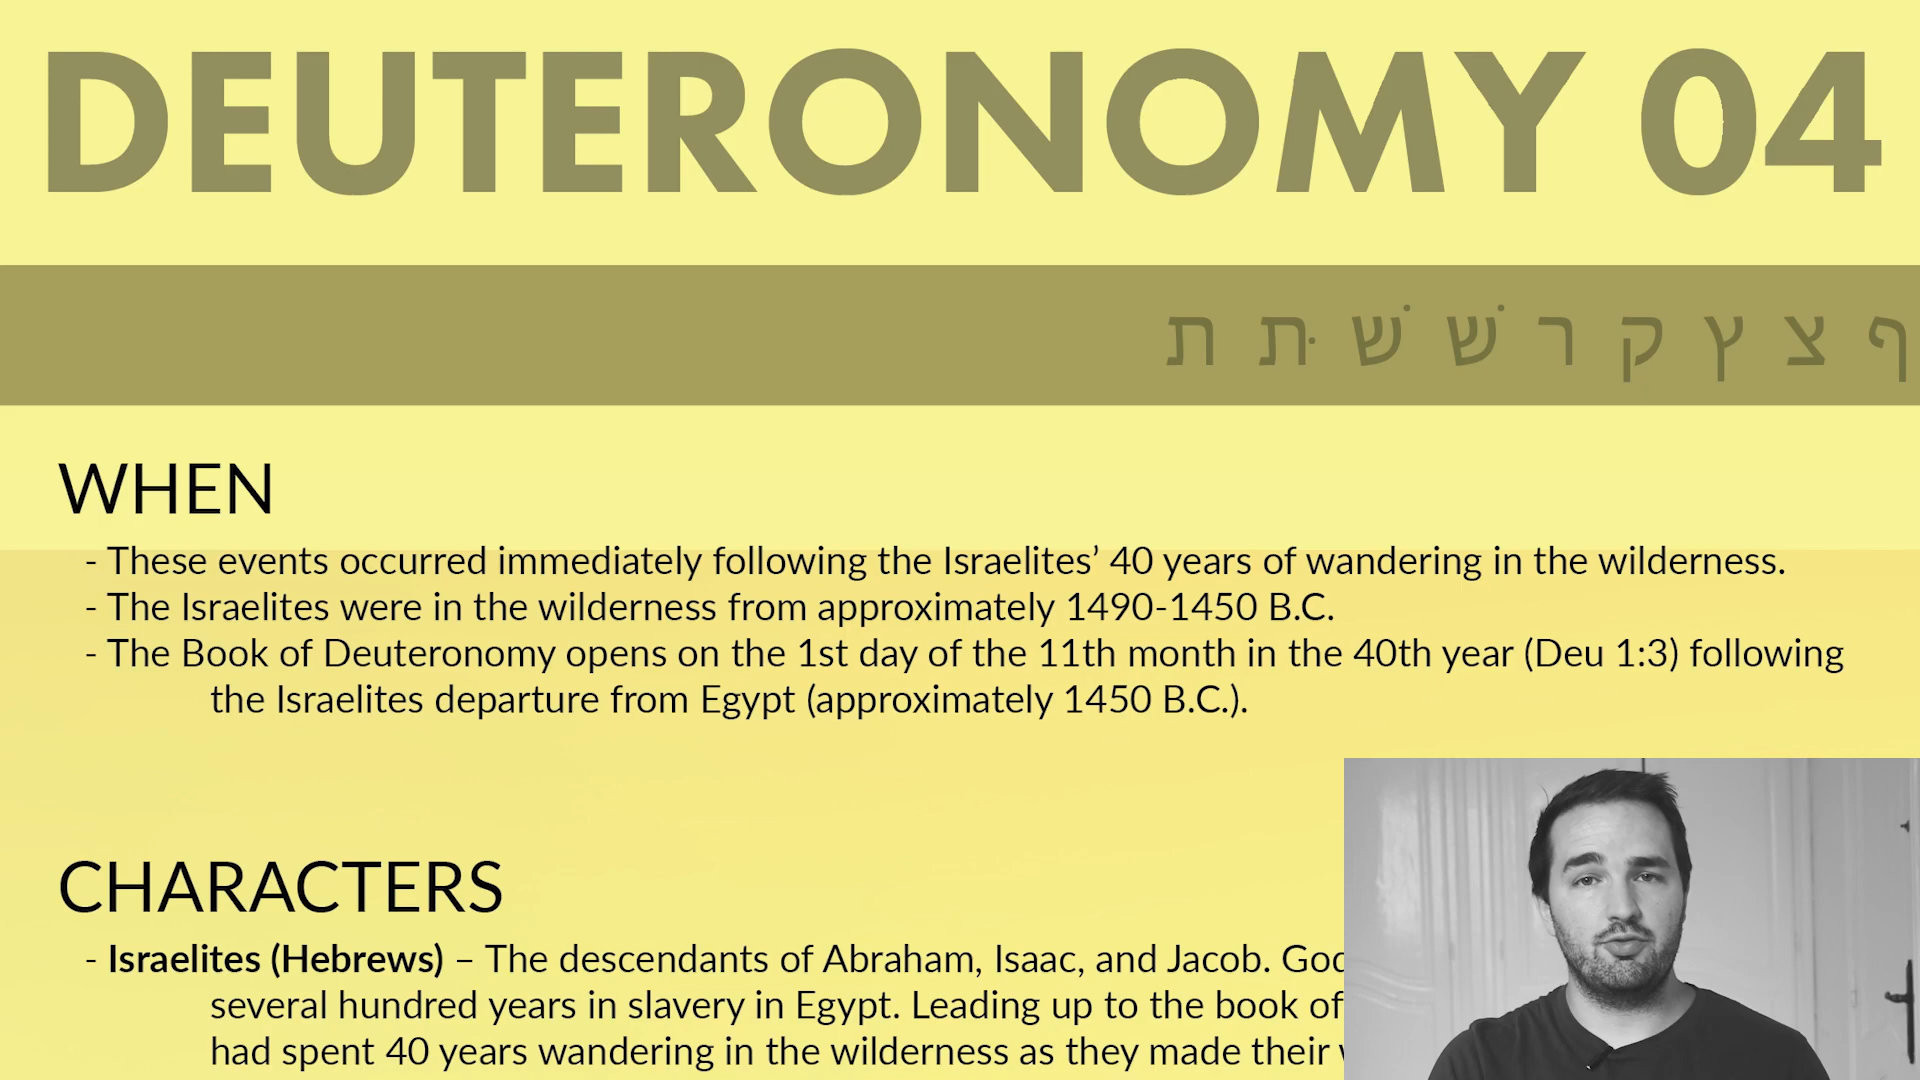 DEUTERONOMY 04
ף צ ץ ק ר שׁ שׁ תּ ת
WHEN
- These events occurred immediately following the Israelites’ 40 years of wandering in the wilderness.
- The Israelites were in the wilderness from approximately 1490-1450 B.C.
- The Book of Deuteronomy opens on the 1st day of the 11th month in the 40th year (Deu 1:3) following
the Israelites departure from Egypt (approximately 1450 B.C.).
CHARACTERS
- Israelites (Hebrews) – The descendants of Abraham, Isaac, and Jacob.
several hundred years in slavery in Egypt. Leading up to the book of
had spent 40 years wandering in the wilderness as they made their